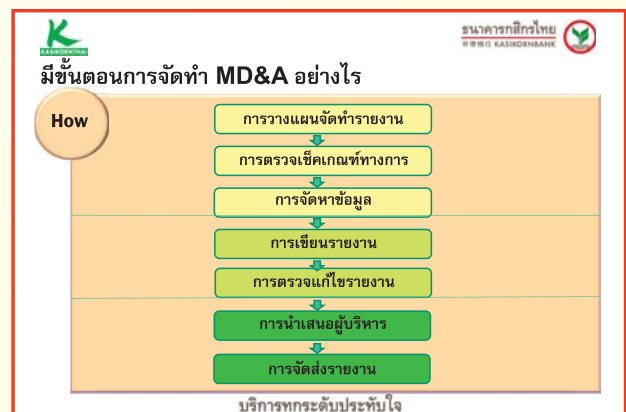 KASIKORNTHAI
ธนาคารกสิกรไทย
KASIKORNBANK
มีขั้นตอนการจัดทำ MD&A อย่างไร
How
การวางแผนจัดทำรายงาน
การตรวจเช็คเกณฑ์ทางการ
การจัดหาข้อมูล
การเขียนรายงาน
การตรวจแก้ไขรายงาน
การนำเสนอผู้บริหาร
การจัดส่งรายงาน
บริการทุกระดับประทับใจ